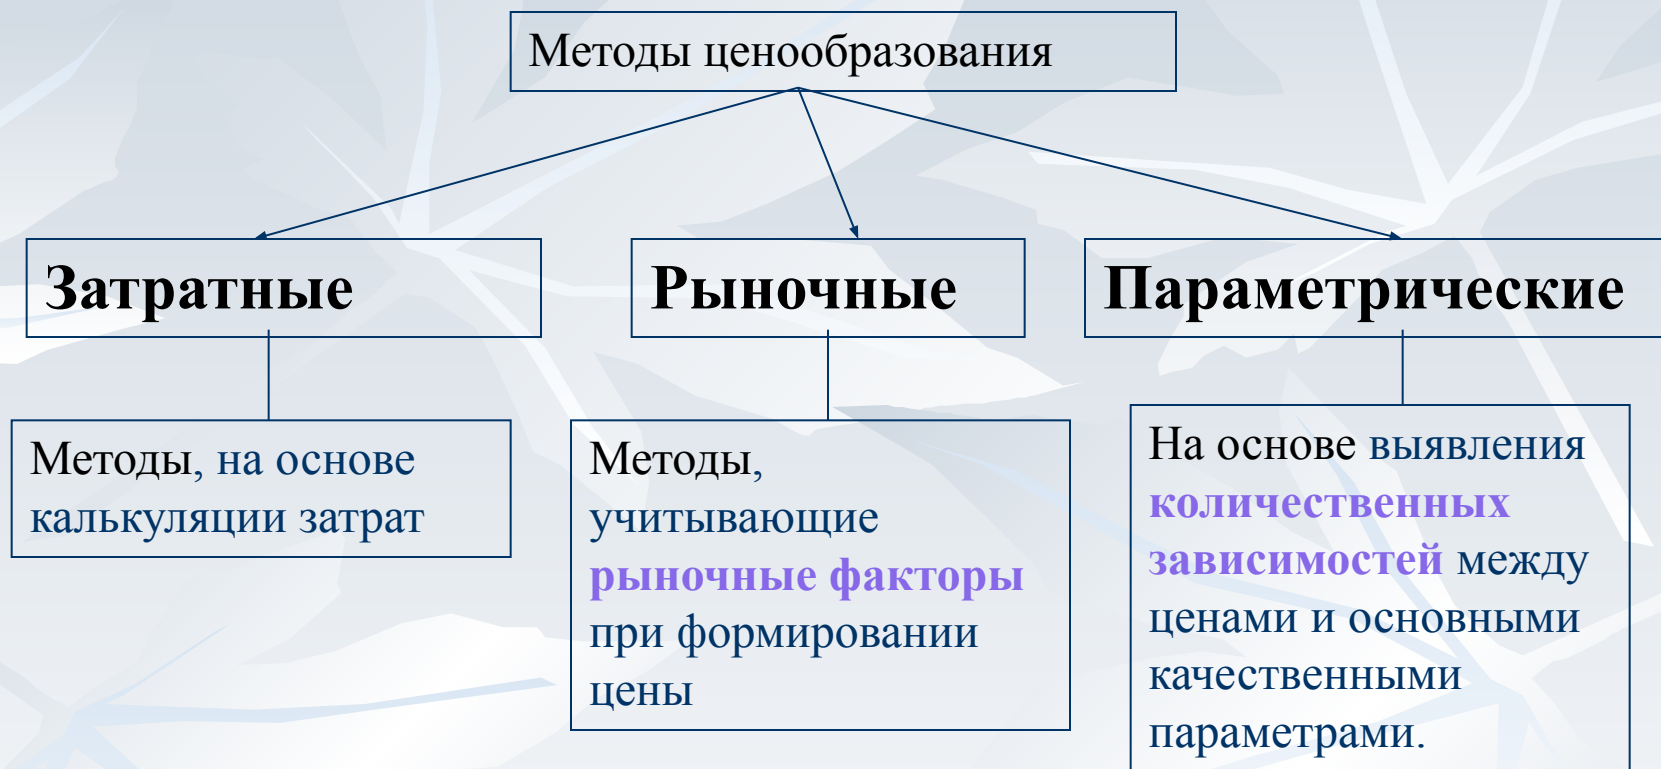 Методы ценообразования
Затратные
Рыночные
Параметрические
Методы, на основе
калькуляции затрат
Методы,
учитывающие
рыночные факторы
при формировании
цены
На основе выявления
количественных
зависимостей между
ценами и основными
качественными
параметрами.